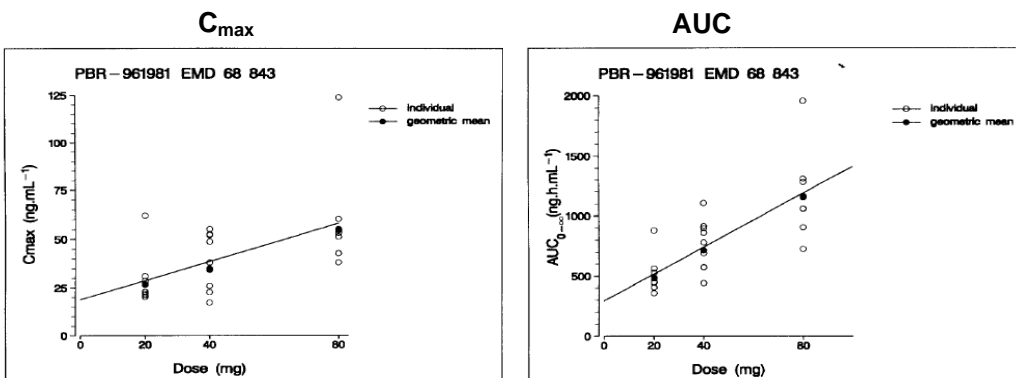 Cmax
PBR-961981 EMD 68 843
125
100
75
50
25
0
Cmax (ng.mL-1)
individual
geometric mean
0 20 40 80
Dose (mg)
AUC
PBR-961981 EMD 68 843
2000
1500
1000
500
0
AUC0-∞(ng.h.mL-1)
individual
geometric mean
0 20 40 80
Dose (mg)